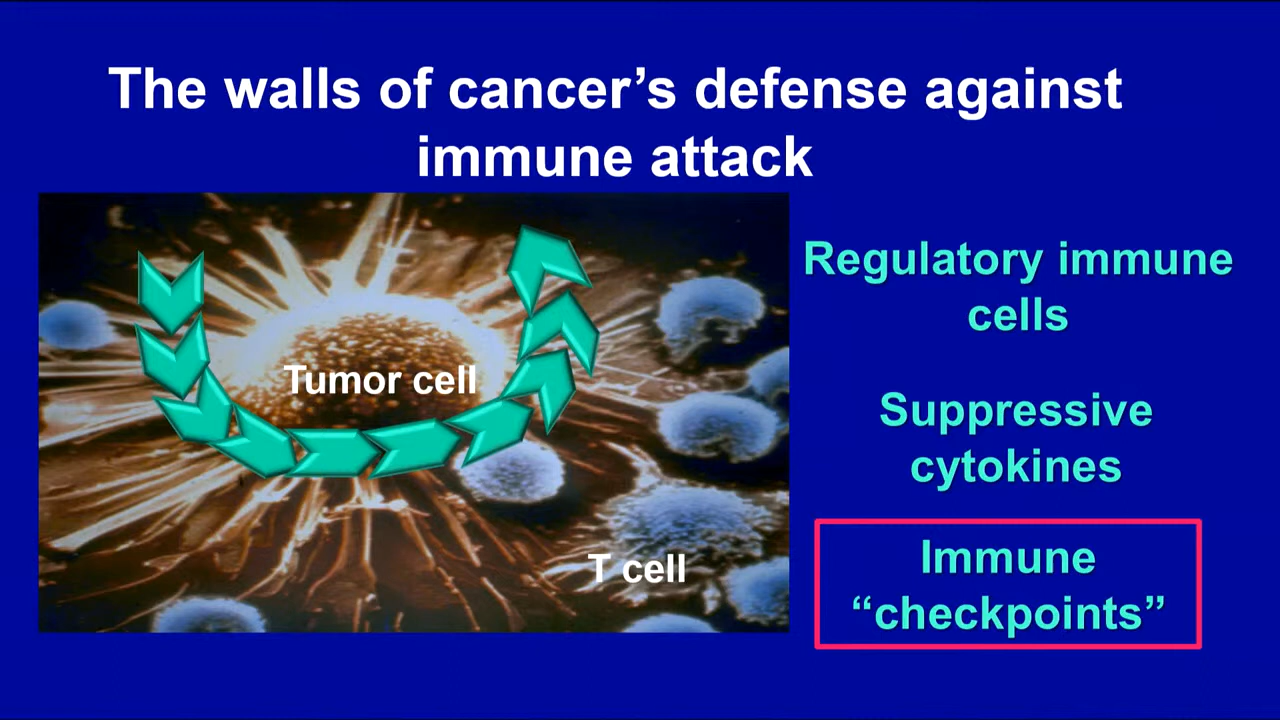 The walls of cancer’s defense against
immune attack
Tumor cell
T cell
Regulatory immune
cells
Suppressive
cytokines
Immune
“checkpoints”